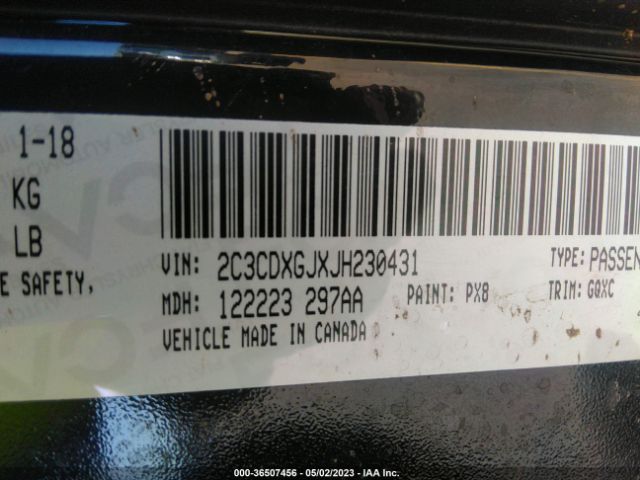 1-18
KG
LB
E SAFETY,
VIN: 2C3CDXGJXJH230431
TYPE: PASSEN
MDH: 122223 297AA
PAINT: PX8
TRIM: GQXC
VEHICLE MADE IN CANADA
000-36507456 - 05/02/2023 - IAA Inc.